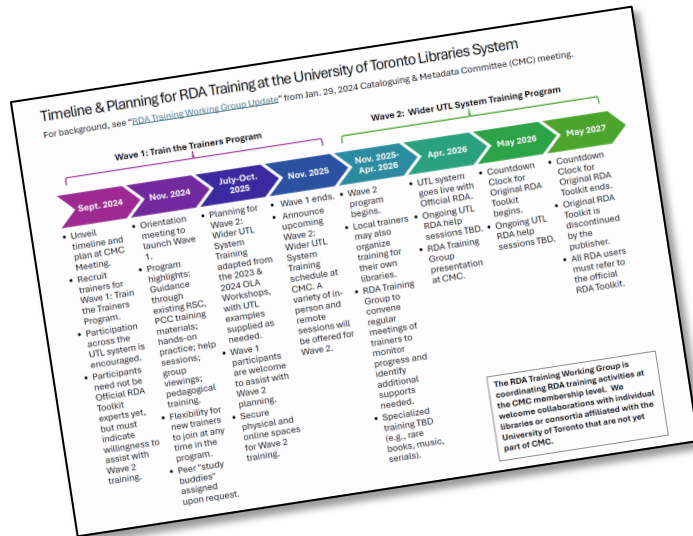 Timeline & Planning for RDA Training at the University of Toronto Libraries System
For background, see "RDA Training Working Group Update" from Jan. 29, 2024 Cataloguing & Metadata Committee (CMC) meeting.
Wave 1: Train the Trainers Program
Wave 2: Wider UTL System Training Program
Sept. 2024
• Unveil
timeline and
plan at CMC
Meeting.
• Recruit
trainers for
Wave 1: Train
the Trainers
Program.
• Participation
across the
UTL system is
encouraged.
• Participants
need not be
Official RDA
Toolkit
experts yet,
but must
indicate
willingness to
assist with
Wave 2
training.
Nov. 2024
• Orientation
meeting to
launch Wave
1.
• Program
highlights:
Guidance
through
existing RSC,
PCC training
materials;
hands-on
practice; help
sessions;
group
viewings;
pedagogical
training.
• Flexibility for
new trainers
to join at any
time in the
program.
• Peer "study
buddies"
assigned
upon request.
July-Oct.
2025
• Planning for
Wave 2:
Wider UTL
System
Training
adapted from
the 2023 &
2024 OLA
Workshops,
with UTL
examples
supplied as
needed.
• Wave 1
participants
are welcome
to assist with
Wave 2
planning.
• Secure
physical and
online spaces
for Wave 2
training.
Nov. 2025
• Wave 1 ends.
• Announce
upcoming
Wave 2:
Wider UTL
System
Training
schedule at
CMC. A
variety of in-
person and
remote
sessions will
be offered for
Wave 2.
Nov. 2025-
Apr. 2026
• Wave 2
program
begins.
• Local trainers
may also
organize
training for
their own
libraries.
• RDA Training
Group to
convene
regular
meetings of
trainers to
monitor
progress and
identify
additional
supports
needed.
• Specialized
training TBD
(e.g., rare
books, music,
serials).
Apr. 2026
• UTL system
goes live with
Official RDA.
• Ongoing UTL
RDA help
sessions TBD.
• RDA Training
Group
presentation
at CMC.
May 2026
• Countdown
Clock for
Original RDA
Toolkit
begins.
• Ongoing UTL
RDA help
sessions TBD.
May 2027
• Countdown
Clock for
Original RDA
Toolkit ends.
• Original RDA
Toolkit is
discontinued
by the
publisher.
• All RDA users
must refer to
the official
RDA Toolkit.
The RDA Training Working Group is
coordinating RDA training activities at
the CMC membership level. We
welcome collaborations with individual
libraries or consortia affiliated with the
University of Toronto that are not yet
part of CMC.